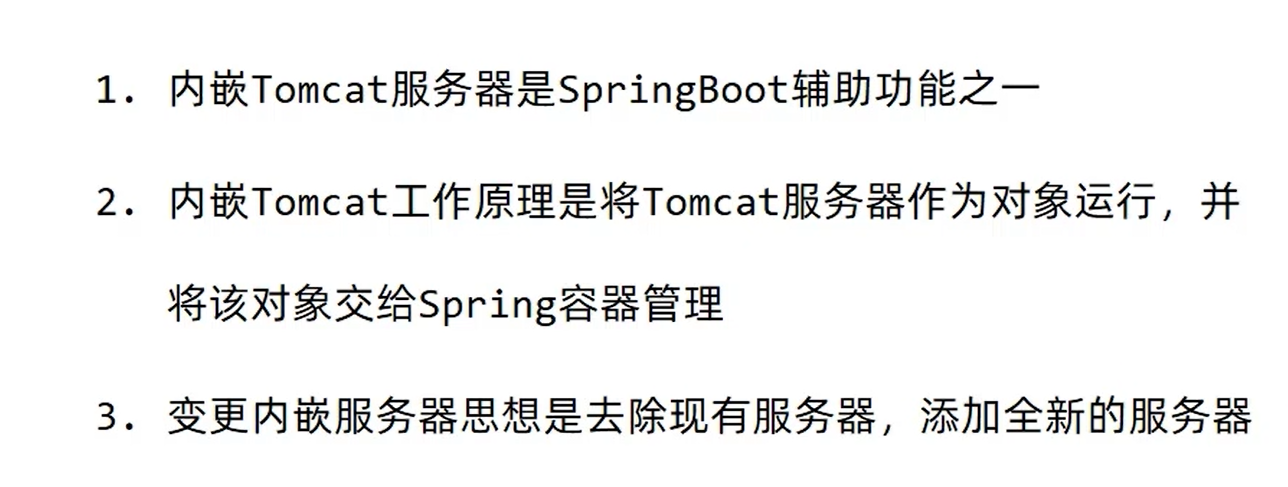 1. 内嵌Tomcat服务器是SpringBoot辅助功能之一
2. 内嵌Tomcat工作原理是将Tomcat服务器作为对象运行，并
将该对象交给Spring容器管理
3. 变更内嵌服务器思想是去除现有服务器，添加全新的服务器